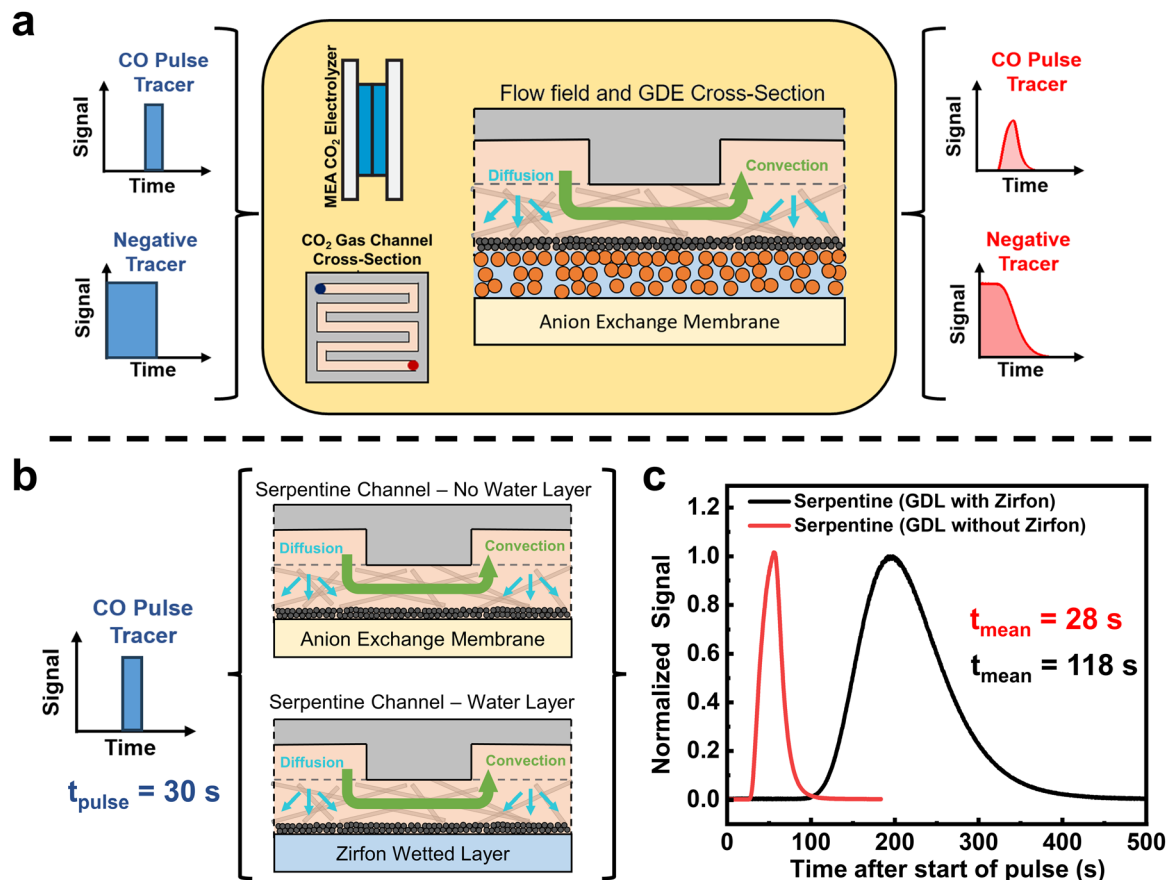 a
CO Pulse
Tracer
Signal
Time
Negative
Tracer
Signal
Time
MEA CO₂ Electrolyzer
CO₂ Gas Channel
Cross-Section
Flow field and GDE Cross-Section
Diffusion
Convection
Anion Exchange Membrane
CO Pulse
Tracer
Signal
Time
Negative
Tracer
Signal
Time
b
CO Pulse
Tracer
Signal
Time
t_pulse = 30 s
Serpentine Channel – No Water Layer
Diffusion
Convection
Anion Exchange Membrane
Serpentine Channel – Water Layer
Diffusion
Convection
Zirfon Wetted Layer
c
Serpentine (GDL with Zirfon)
Serpentine (GDL without Zirfon)
t_mean = 28 s
t_mean = 118 s
Normalized Signal
1.2
1.0
0.8
0.6
0.4
0.2
0.0
0 100 200 300 400 500
Time after start of pulse (s)